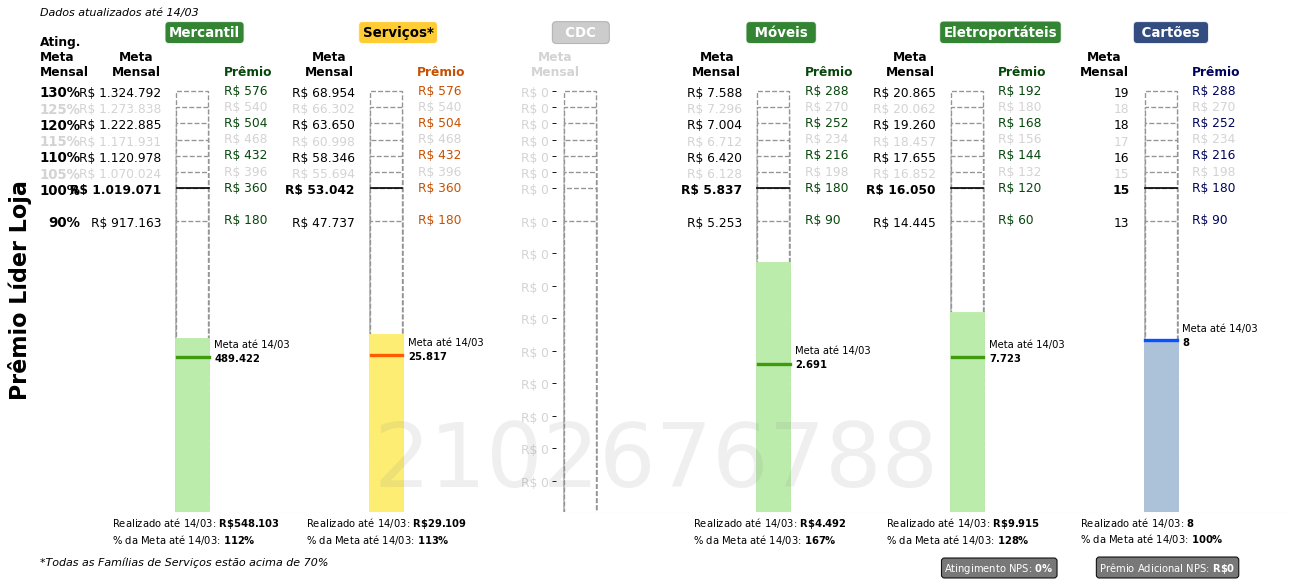 Dados atualizados até 14/03
Mercantil Serviços* CDC Móveis Eletroportáteis Cartões
Ating. Meta Mensal Meta Mensal Prêmio Meta Mensal Prêmio Meta Mensal Meta Mensal Prêmio Meta Mensal Prêmio Meta Mensal Prêmio
130% R$ 1.324.792 R$ 576 R$ 68.954 R$ 576 R$ 0 R$ 7.588 R$ 288 R$ 20.865 R$ 192 19 R$ 288
125% R$ 1.273.838 R$ 540 R$ 66.302 R$ 540 R$ 0 R$ 7.296 R$ 270 R$ 20.062 R$ 180 18 R$ 270
120% R$ 1.222.885 R$ 504 R$ 63.650 R$ 504 R$ 0 R$ 7.004 R$ 252 R$ 19.260 R$ 168 18 R$ 252
115% R$ 1.171.931 R$ 468 R$ 60.998 R$ 468 R$ 0 R$ 6.712 R$ 234 R$ 18.457 R$ 156 17 R$ 234
110% R$ 1.120.978 R$ 432 R$ 58.346 R$ 432 R$ 0 R$ 6.420 R$ 216 R$ 17.655 R$ 144 16 R$ 216
105% R$ 1.070.024 R$ 396 R$ 55.694 R$ 396 R$ 0 R$ 6.128 R$ 198 R$ 16.852 R$ 132 15 R$ 198
100% R$ 1.019.071 R$ 360 R$ 53.042 R$ 360 R$ 0 R$ 5.837 R$ 180 R$ 16.050 R$ 120 15 R$ 180
90% R$ 917.163 R$ 180 R$ 47.737 R$ 180 R$ 0 R$ 5.253 R$ 90 R$ 14.445 R$ 60 13 R$ 90
R$ 0
R$ 0
R$ 0
R$ 0
R$ 0
R$ 0
R$ 0
R$ 0
Prêmio Líder Loja
Meta até 14/03
489.422
Meta até 14/03
25.817
Meta até 14/03
2.691
Meta até 14/03
7.723
Meta até 14/03
8
2102676788
Realizado até 14/03: R$548.103 Realizado até 14/03: R$29.109 Realizado até 14/03: R$4.492 Realizado até 14/03: R$9.915 Realizado até 14/03: 8
% da Meta até 14/03: 112% % da Meta até 14/03: 113% % da Meta até 14/03: 167% % da Meta até 14/03: 128% % da Meta até 14/03: 100%
*Todas as Famílias de Serviços estão acima de 70%
Atingimento NPS: 0% Prêmio Adicional NPS: R$0